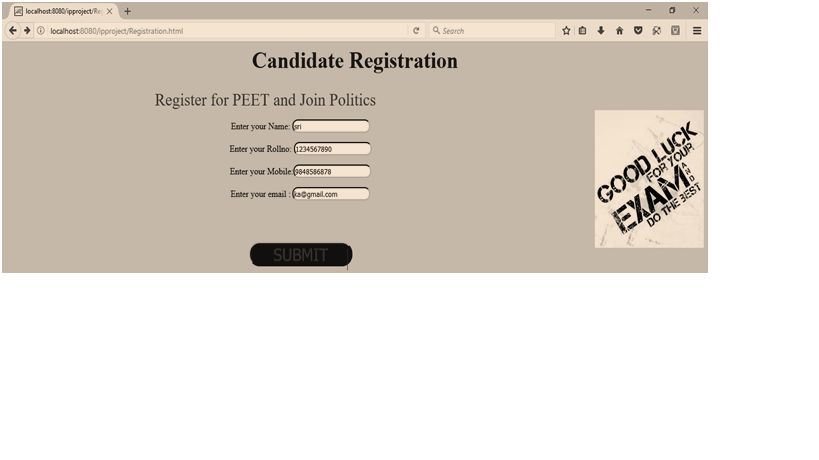 localhost:8080/ipproject/Re
localhost:8080/ipproject/Registration.html
Search
Candidate Registration
Register for PEET and Join Politics
Enter your Name: sri
Enter your Rollno: 1234567890
Enter your Mobile: 9848586878
Enter your email : ka@gmail.com
SUBMIT
GOOD LUCK
FOR YOUR
EXAM AND
DO THE BEST